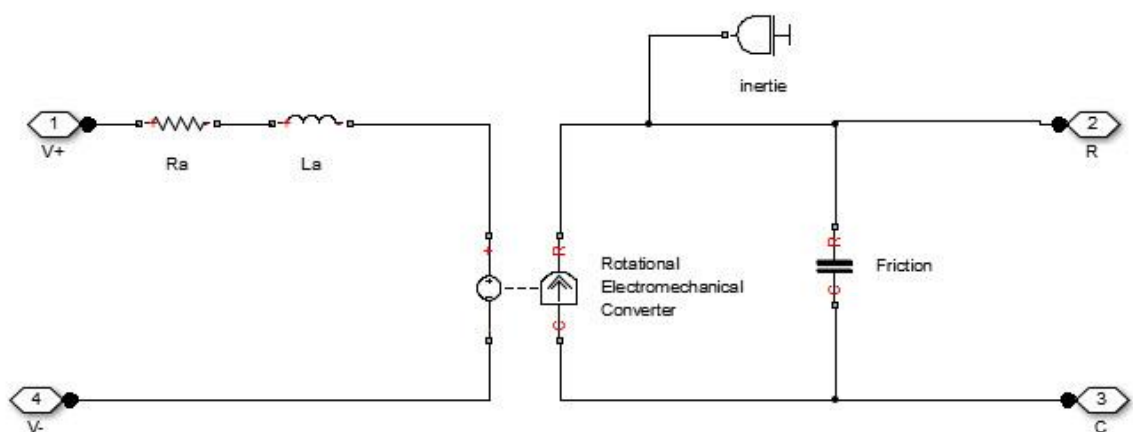 inertie
1
V+
+
Ra
+
La
2
R
+
R
Rotational
Electromechanical
Converter
C
R
Friction
C
4
V-
3
C